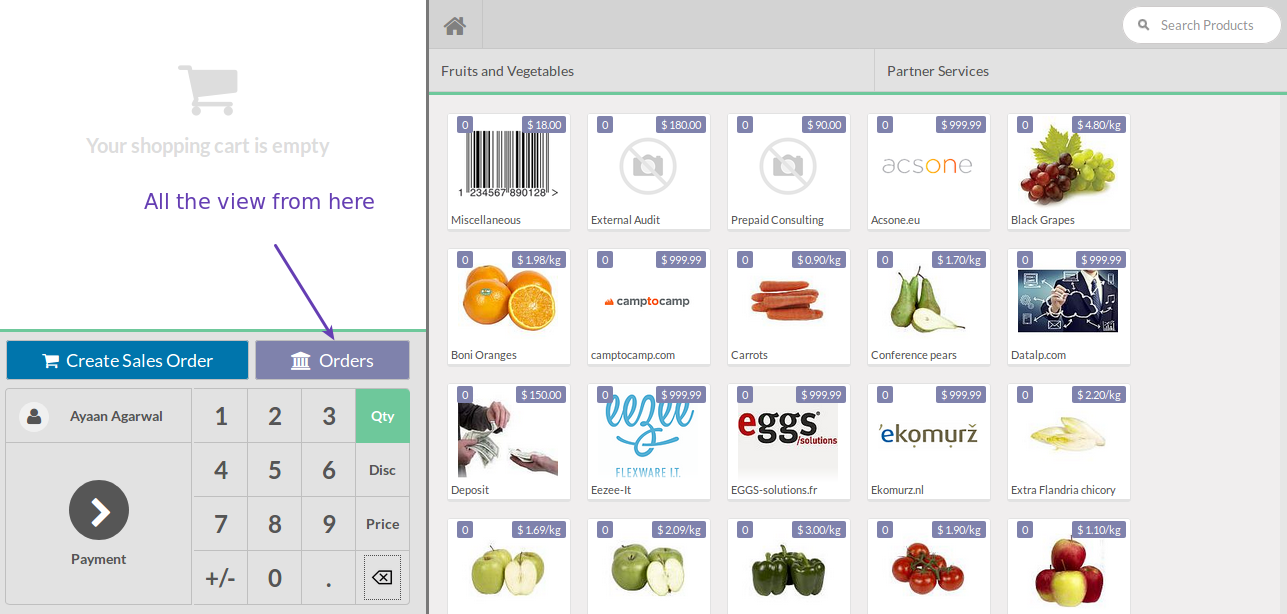 Your shopping cart is empty
All the view from here
Create Sales Order
Orders
Ayaan Agarwal
1 2 3 Qty
4 5 6 Disc
7 8 9 Price
+/- 0 .
Payment
Search Products
Fruits and Vegetables
Partner Services
0 $ 18.00
1 234567 890128 >
Miscellaneous
0 $ 180.00
External Audit
0 $ 90.00
Prepaid Consulting
0 $ 999.99
acsone
Acsone.eu
0 $ 4.80/kg
Black Grapes
0 $ 1.98/kg
Boni Oranges
0 $ 999.99
camptocamp
camptocamp.com
0 $ 0.90/kg
Carrots
0 $ 1.70/kg
Conference pears
0 $ 999.99
Datalp.com
0 $ 150.00
Deposit
0 $ 999.99
eezee
FLEXWARE I.T.
Eezee-It
0 $ 999.99
eggs
/solutions
EGGS-solutions.fr
0 $ 999.99
'ekomurž
Ekomurz.nl
0 $ 2.20/kg
Extra Flandria chicory
0 $ 1.69/kg
0 $ 2.09/kg
0 $ 3.00/kg
0 $ 1.90/kg
0 $ 1.10/kg